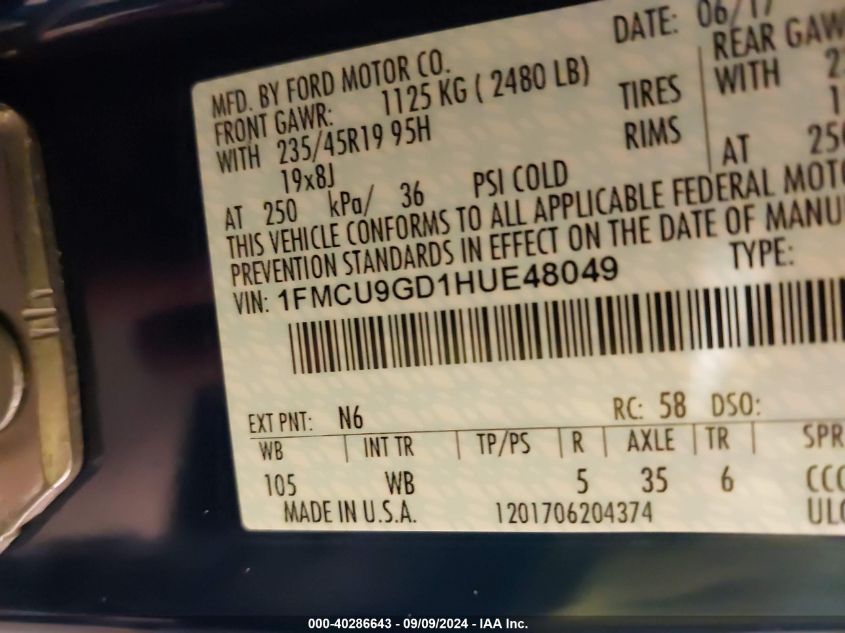 DATE: 06/17
MFD. BY FORD MOTOR CO.
FRONT GAWR: 1125 KG ( 2480 LB)
REAR GAW
WITH 235/45R19 95H TIRES
WITH
19x8J RIMS
AT 250 kPa/ 36 PSI COLD
AT 250
THIS VEHICLE CONFORMS TO ALL APPLICABLE FEDERAL MOTO
PREVENTION STANDARDS IN EFFECT ON THE DATE OF MANU
VIN: 1FMCU9GD1HUE48049 TYPE:
EXT PNT: N6 RC: 58 DSO:
WB | INT TR | TP/PS | R | AXLE | TR | SPR
105 WB 5 35 6 CCC
MADE IN U.S.A. 1201706204374 ULC
000-40286643 - 09/09/2024 - IAA Inc.